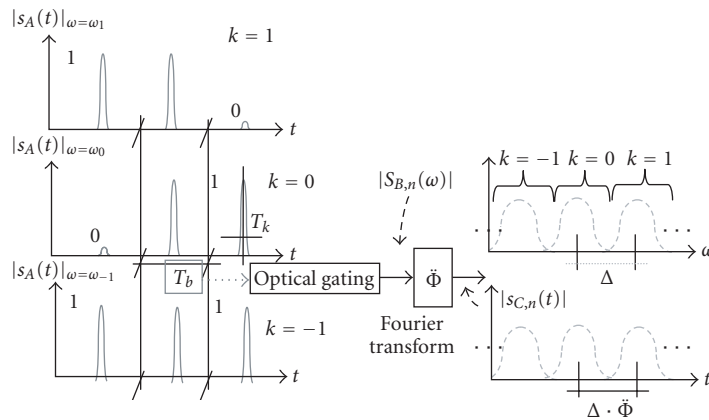 |s_A(t)|_{ω=ω_1}
k = 1
1
0
t
|s_A(t)|_{ω=ω_0}
1
k = 0
0
T_k
t
|s_A(t)|_{ω=ω_{−1}}
T_b
Optical gating
1
1
k = −1
t
|S_{B,n}(ω)|
Φ̈
Fourier
transform
k = −1 k = 0 k = 1
· · ·
· · ·
ω
Δ
|s_{C,n}(t)|
· · ·
· · ·
t
Δ · Φ̈